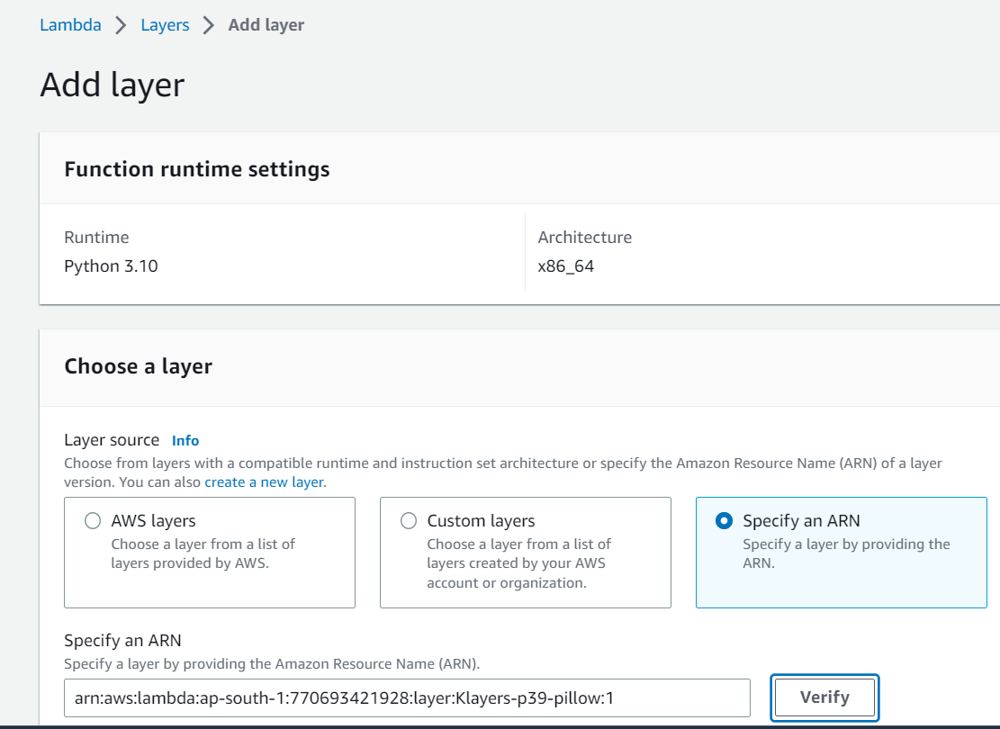 Lambda > Layers > Add layer
Add layer
Function runtime settings
Runtime
Python 3.10
Architecture
x86_64
Choose a layer
Layer source Info
Choose from layers with a compatible runtime and instruction set architecture or specify the Amazon Resource Name (ARN) of a layer
version. You can also create a new layer.
AWS layers
Choose a layer from a list of
layers provided by AWS.
Custom layers
Choose a layer from a list of
layers created by your AWS
account or organization.
Specify an ARN
Specify a layer by providing the
ARN.
Specify an ARN
Specify a layer by providing the Amazon Resource Name (ARN).
arn:aws:lambda:ap-south-1:770693421928:layer:Klayers-p39-pillow:1
Verify